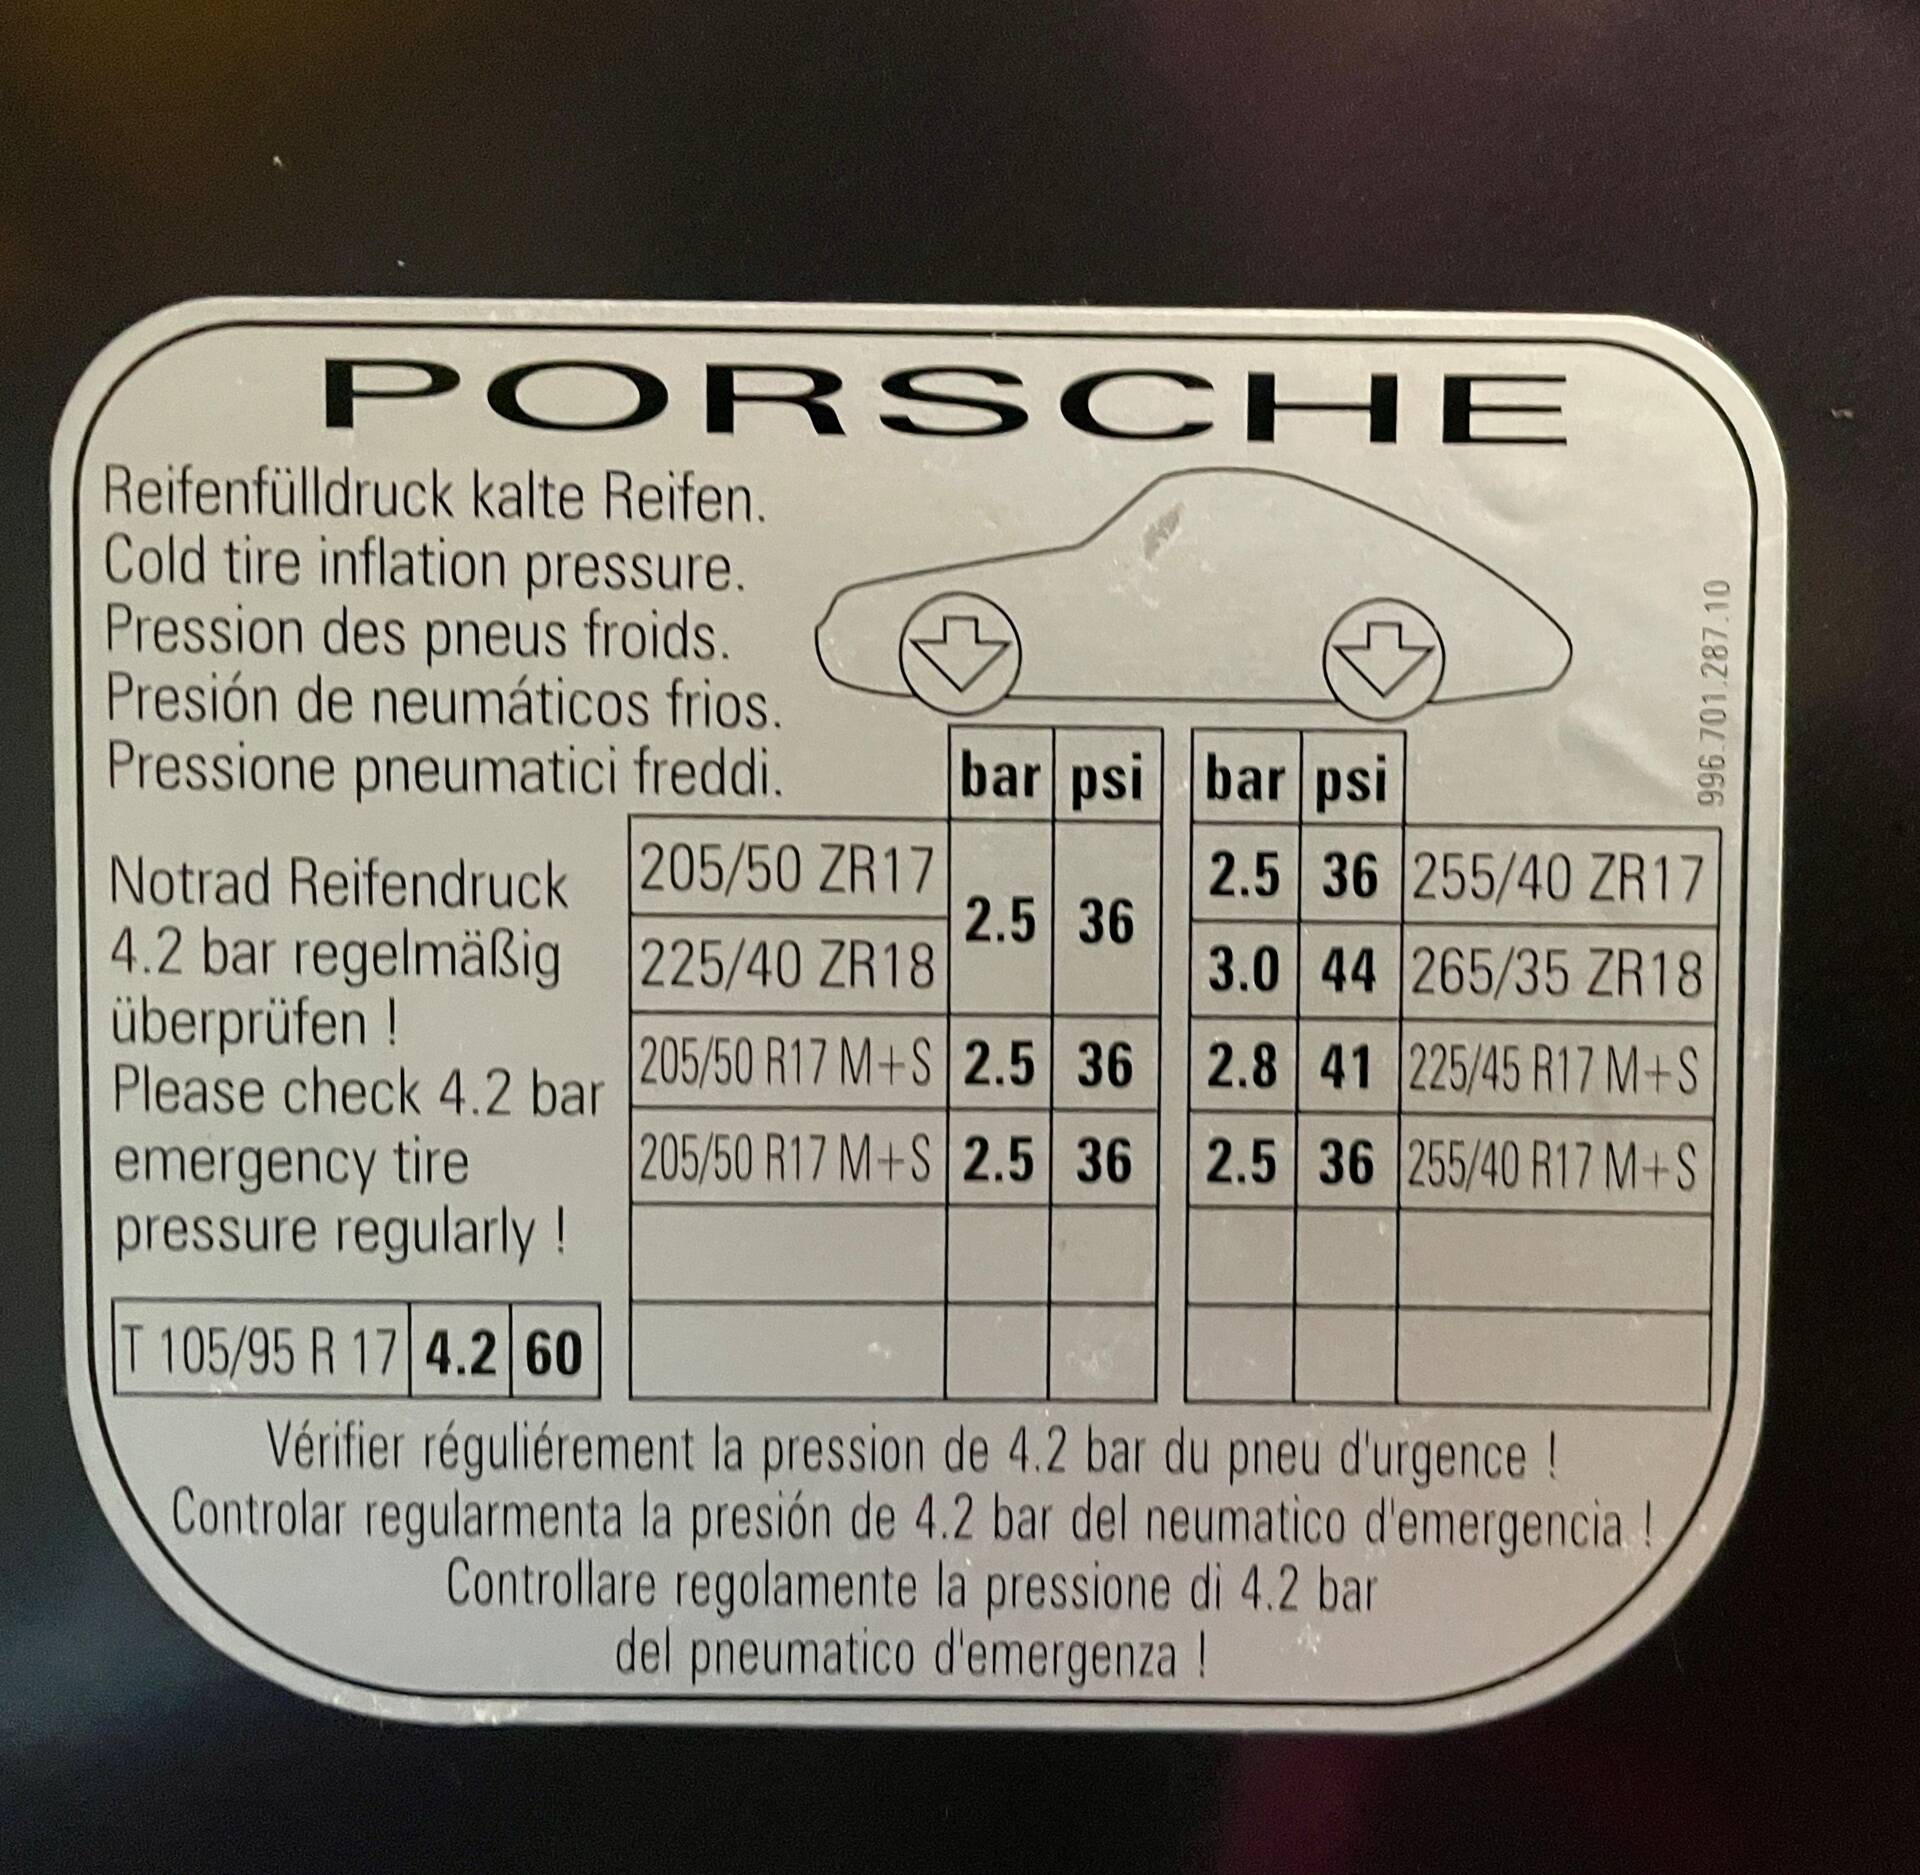 PORSCHE
Reifenfülldruck kalte Reifen.
Cold tire inflation pressure.
Pression des pneus froids.
Presión de neumáticos frios.
Pressione pneumatici freddi.
996.701.287.10
bar psi bar psi
Notrad Reifendruck
4.2 bar regelmäßig
überprüfen !
Please check 4.2 bar
emergency tire
pressure regularly !
205/50 ZR17 2.5 36 2.5 36 255/40 ZR17
225/40 ZR18 3.0 44 265/35 ZR18
205/50 R17 M+S 2.5 36 2.8 41 225/45 R17 M+S
205/50 R17 M+S 2.5 36 2.5 36 255/40 R17 M+S
T 105/95 R 17 4.2 60
Vérifier réguliérement la pression de 4.2 bar du pneu d'urgence !
Controlar regularmenta la presión de 4.2 bar del neumatico d'emergencia !
Controllare regolamente la pressione di 4.2 bar
del pneumatico d'emergenza !